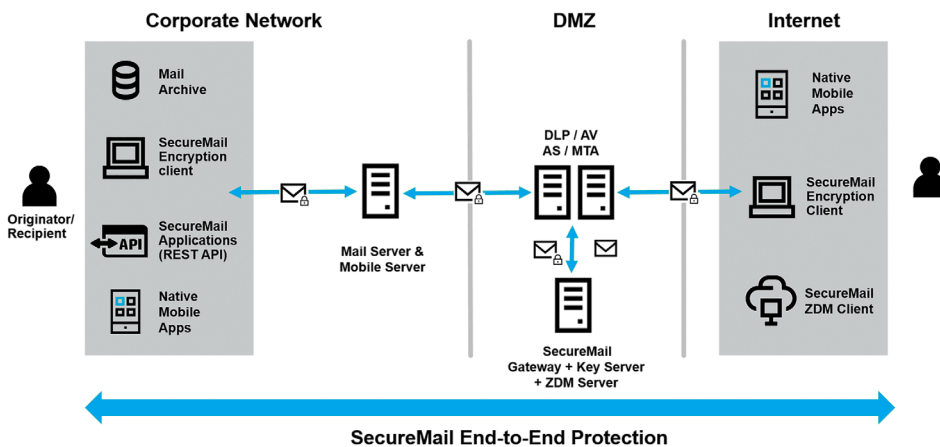 Corporate Network
DMZ
Internet
Mail
Archive
SecureMail
Encryption
client
API
SecureMail
Applications
(REST API)
Native
Mobile
Apps
Originator/
Recipient
Mail Server &
Mobile Server
DLP / AV
AS / MTA
SecureMail
Gateway + Key Server
+ ZDM Server
Native
Mobile
Apps
SecureMail
Encryption
Client
SecureMail
ZDM Client
SecureMail End-to-End Protection